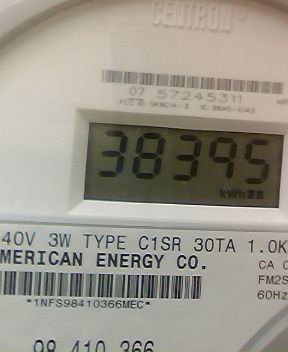 CENTRON
07 57245311
38395
kWh
40V 3W TYPE C1SR 30TA 1.0K
MERICAN ENERGY CO.
CA
FM2S
60Hz
*1NFS98410366MEC*
98 410 366